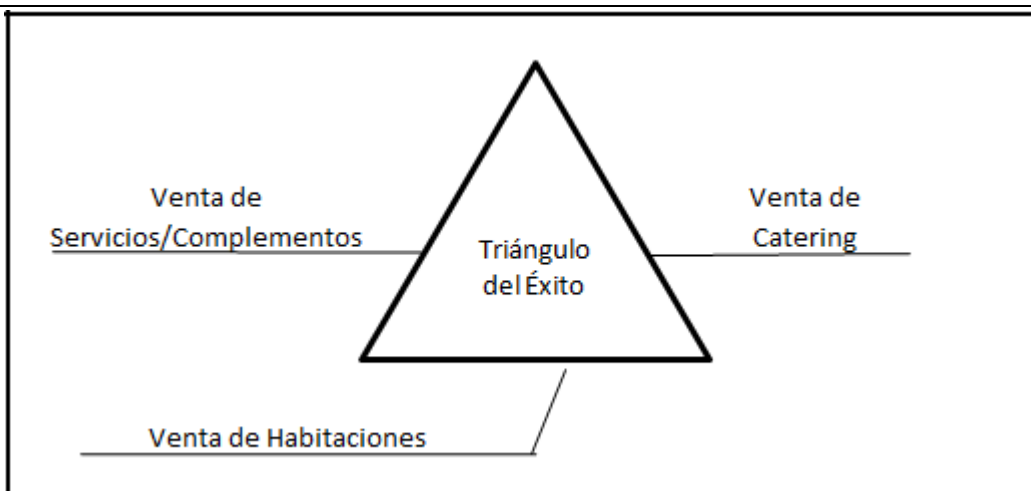 Venta de
Servicios/Complementos
Triángulo
del Éxito
Venta de
Catering
Venta de Habitaciones